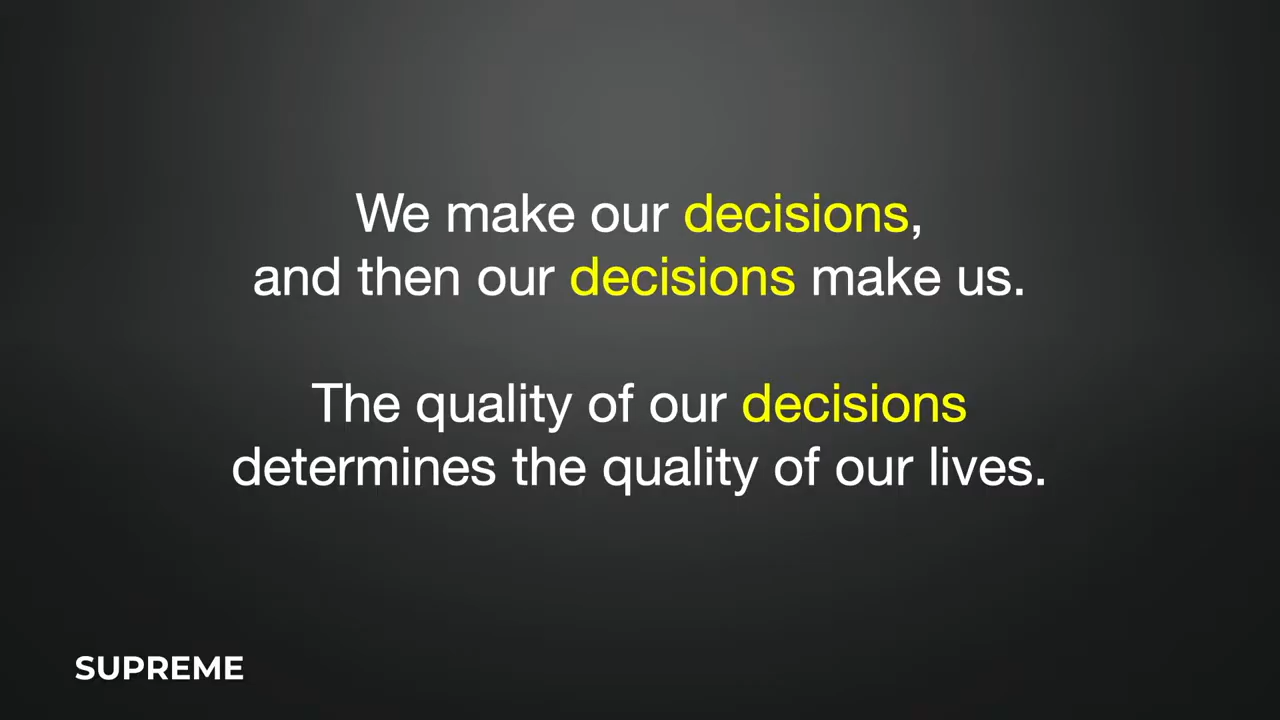 We make our decisions,
and then our decisions make us.
The quality of our decisions
determines the quality of our lives.
SUPREME